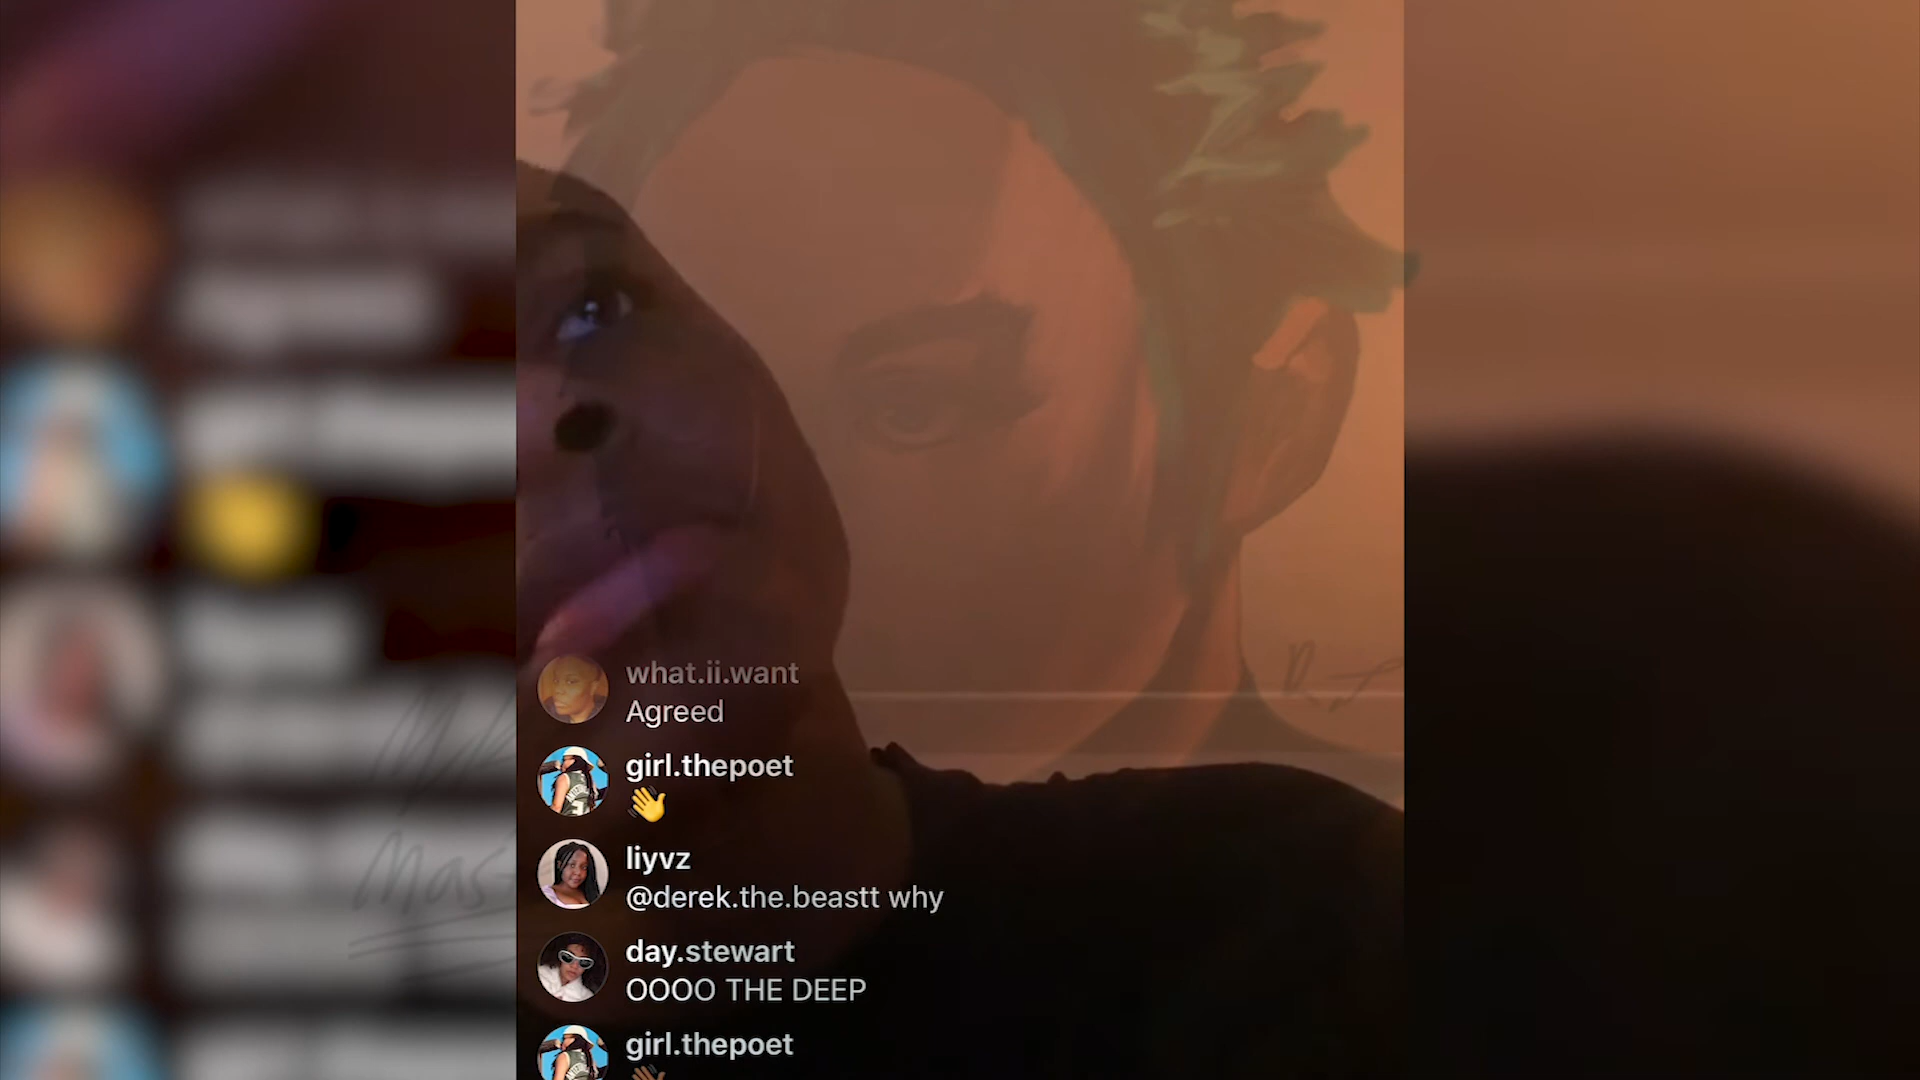 what.ii.want
Agreed
girl.thepoet
👋
liyvz
@derek.the.beastt why
day.stewart
OOOO THE DEEP
girl.thepoet